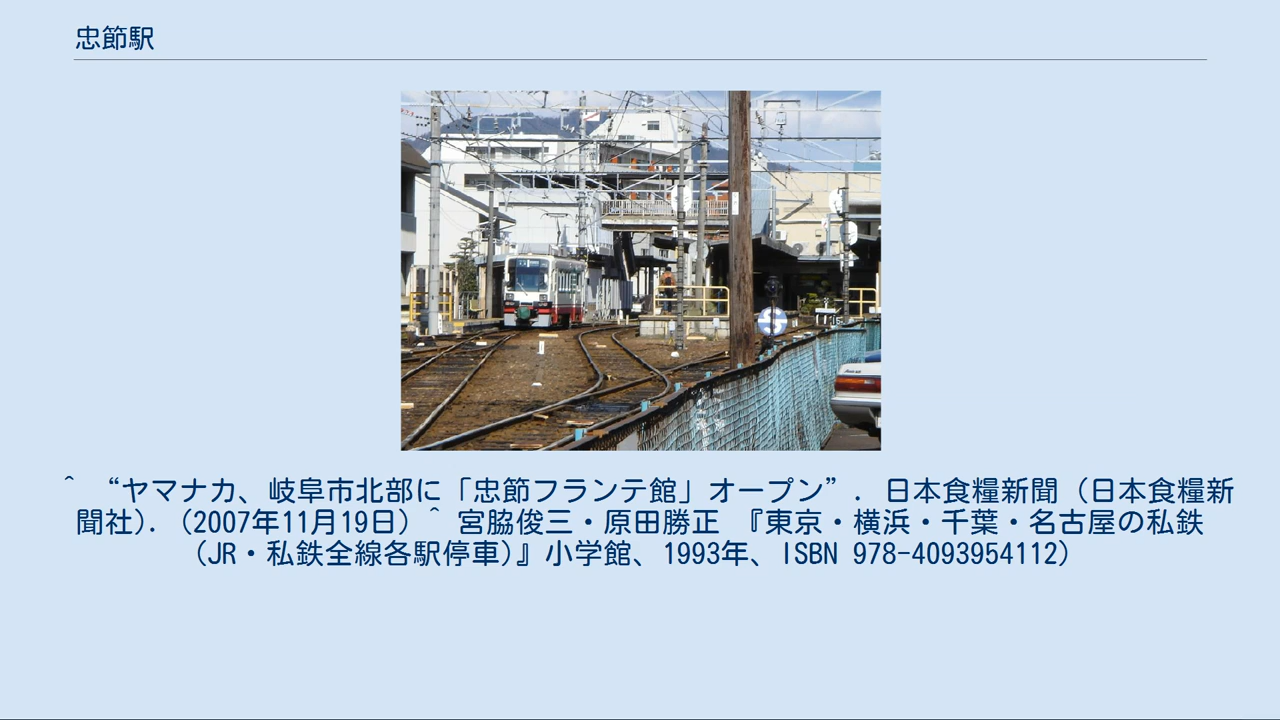 忠節駅
^ “ヤマナカ、岐阜市北部に「忠節フランテ館」オープン”. 日本食糧新聞 (日本食糧新
聞社). (2007年11月19日) ^ 宮脇俊三・原田勝正 『東京・横浜・千葉・名古屋の私鉄
(JR・私鉄全線各駅停車)』小学館、1993年、ISBN 978-4093954112)